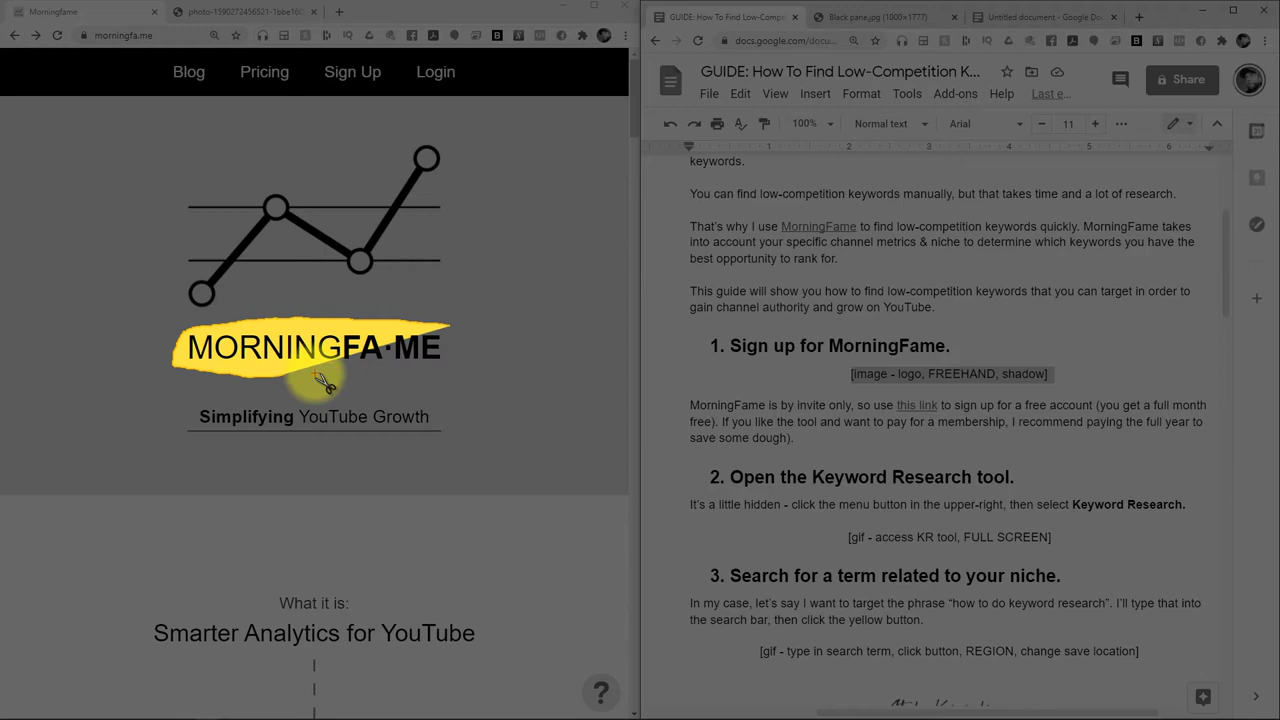 Morningfame
photo-1590272456521-1bbe160
morningfa.me
Blog
Pricing
Sign Up
Login
MORNINGFA·ME
Simplifying YouTube Growth
What it is:
Smarter Analytics for YouTube
?
GUIDE: How To Find Low-Compet
Black pane.jpg (1000×1777)
Untitled document - Google Do
docs.google.com/docu...
GUIDE: How To Find Low-Competition K...
Share
File
Edit
View
Insert
Format
Tools
Add-ons
Help
Last e...
100%
Normal text
Arial
11
1
2
3
4
5
6
keywords.
You can find low-competition keywords manually, but that takes time and a lot of research.
That's why I use MorningFame to find low-competition keywords quickly. MorningFame takes
into account your specific channel metrics & niche to determine which keywords you have the
best opportunity to rank for.
This guide will show you how to find low-competition keywords that you can target in order to
gain channel authority and grow on YouTube.
1. Sign up for MorningFame.
[image - logo, FREEHAND, shadow]
MorningFame is by invite only, so use this link to sign up for a free account (you get a full month
free). If you like the tool and want to pay for a membership, I recommend paying the full year to
save some dough).
2. Open the Keyword Research tool.
It's a little hidden - click the menu button in the upper-right, then select Keyword Research.
[gif - access KR tool, FULL SCREEN]
3. Search for a term related to your niche.
In my case, let's say I want to target the phrase “how to do keyword research”. I'll type that into
the search bar, then click the yellow button.
[gif - type in search term, click button, REGION, change save location]